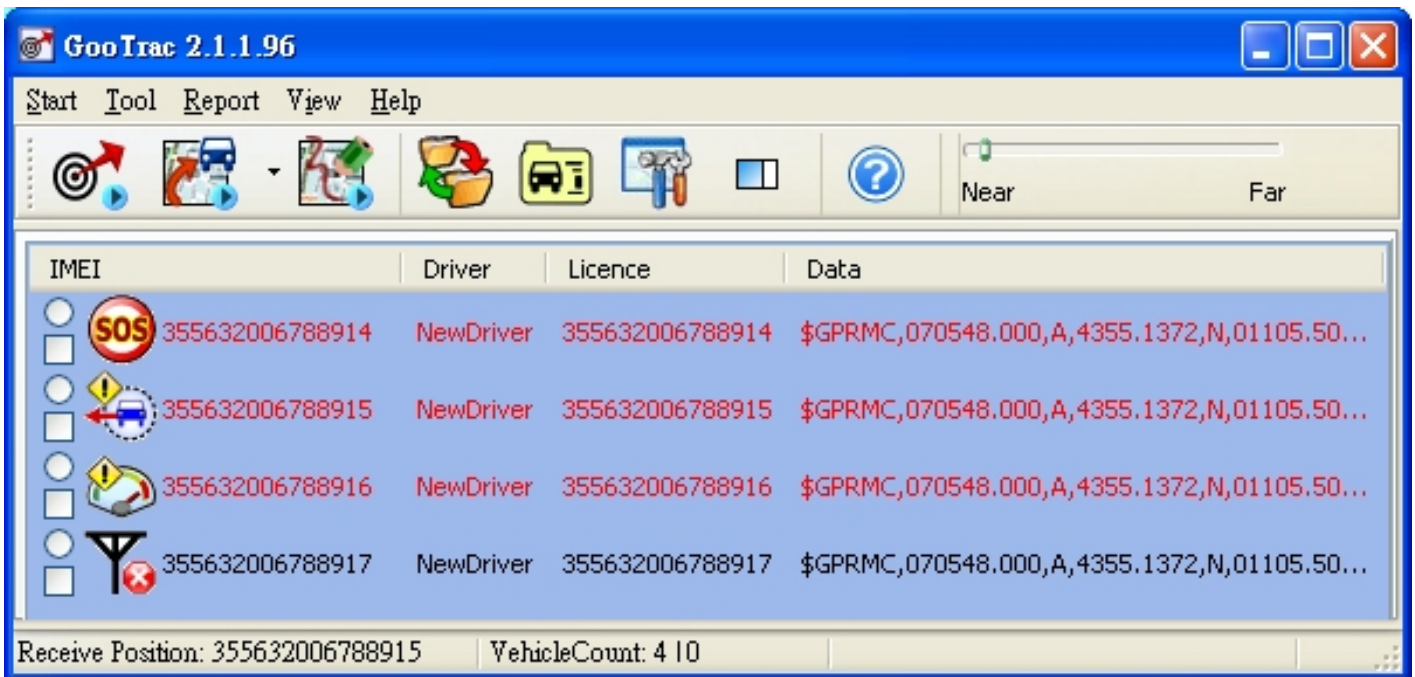 GooTrac 2.1.1.96
Start Tool Report View Help
Near Far
IMEI Driver Licence Data
SOS 355632006788914 NewDriver 355632006788914 $GPRMC,070548.000,A,4355.1372,N,01105.50...
355632006788915 NewDriver 355632006788915 $GPRMC,070548.000,A,4355.1372,N,01105.50...
355632006788916 NewDriver 355632006788916 $GPRMC,070548.000,A,4355.1372,N,01105.50...
355632006788917 NewDriver 355632006788917 $GPRMC,070548.000,A,4355.1372,N,01105.50...
Receive Position: 355632006788915 VehicleCount: 4 | 0